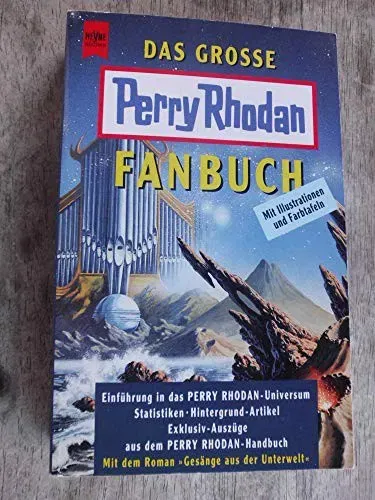 HEYNE
BÜCHER
DAS GROSSE
Perry Rhodan
FANBUCH
Mit Illustrationen
und Farbtafeln
Einführung in das PERRY RHODAN-Universum
Statistiken · Hintergrund-Artikel
Exklusiv-Auszüge
aus dem PERRY RHODAN-Handbuch
Mit dem Roman »Gesänge aus der Unterwelt«